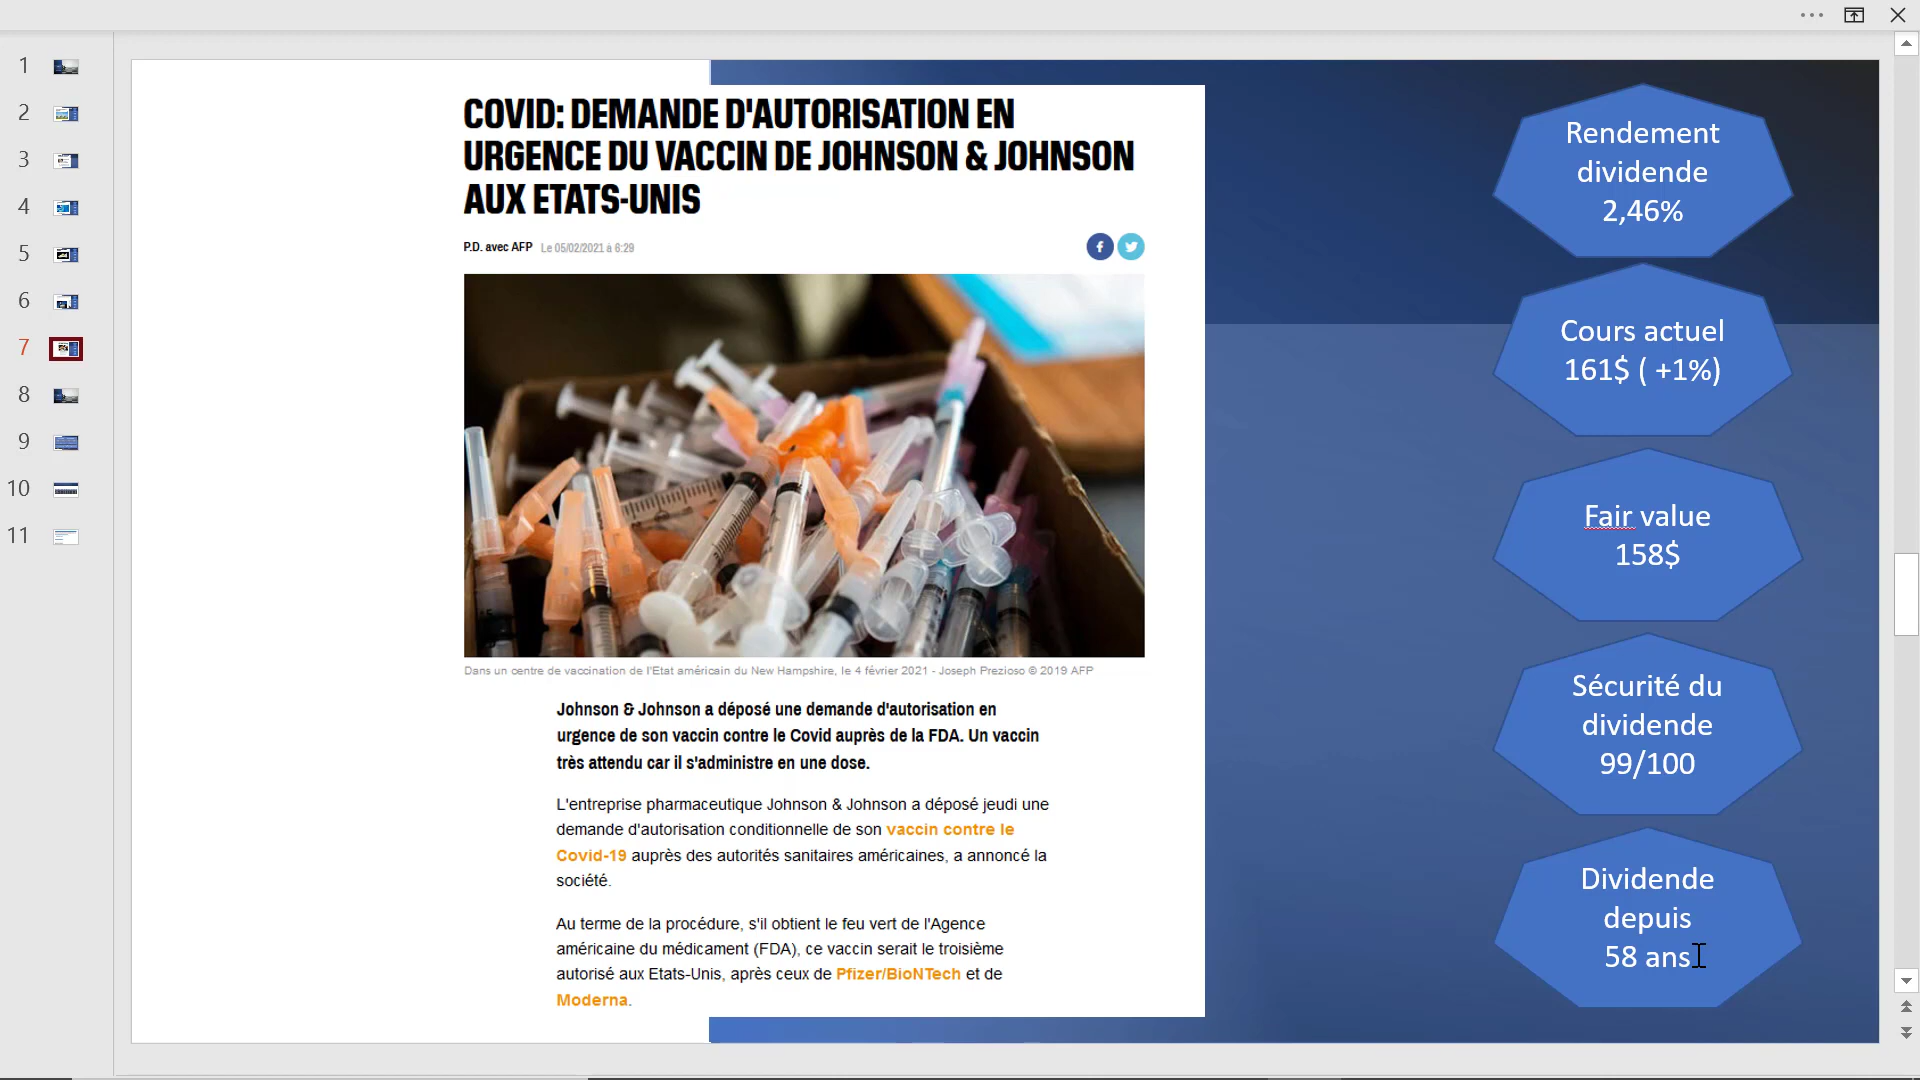 1
2
3
4
5
6
7
8
9
10
11
COVID: DEMANDE D'AUTORISATION EN
URGENCE DU VACCIN DE JOHNSON & JOHNSON
AUX ETATS-UNIS
P.D. avec AFP Le 05/02/2021 à 6:29
Dans un centre de vaccination de l'Etat américain du New Hampshire, le 4 février 2021 - Joseph Prezioso © 2019 AFP
Johnson & Johnson a déposé une demande d'autorisation en
urgence de son vaccin contre le Covid auprès de la FDA. Un vaccin
très attendu car il s'administre en une dose.
L'entreprise pharmaceutique Johnson & Johnson a déposé jeudi une
demande d'autorisation conditionnelle de son vaccin contre le
Covid-19 auprès des autorités sanitaires américaines, a annoncé la
société.
Au terme de la procédure, s'il obtient le feu vert de l'Agence
américaine du médicament (FDA), ce vaccin serait le troisième
autorisé aux Etats-Unis, après ceux de Pfizer/BioNTech et de
Moderna.
Rendement
dividende
2,46%
Cours actuel
161$ ( +1%)
Fair value
158$
Sécurité du
dividende
99/100
Dividende
depuis
58 ans